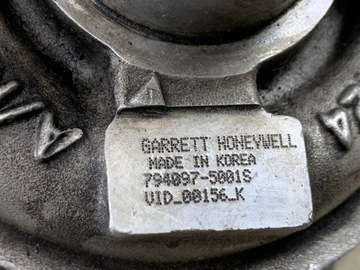 GARRETT HONEYWELL
MADE IN KOREA
794097-5001S
VID_00156_K